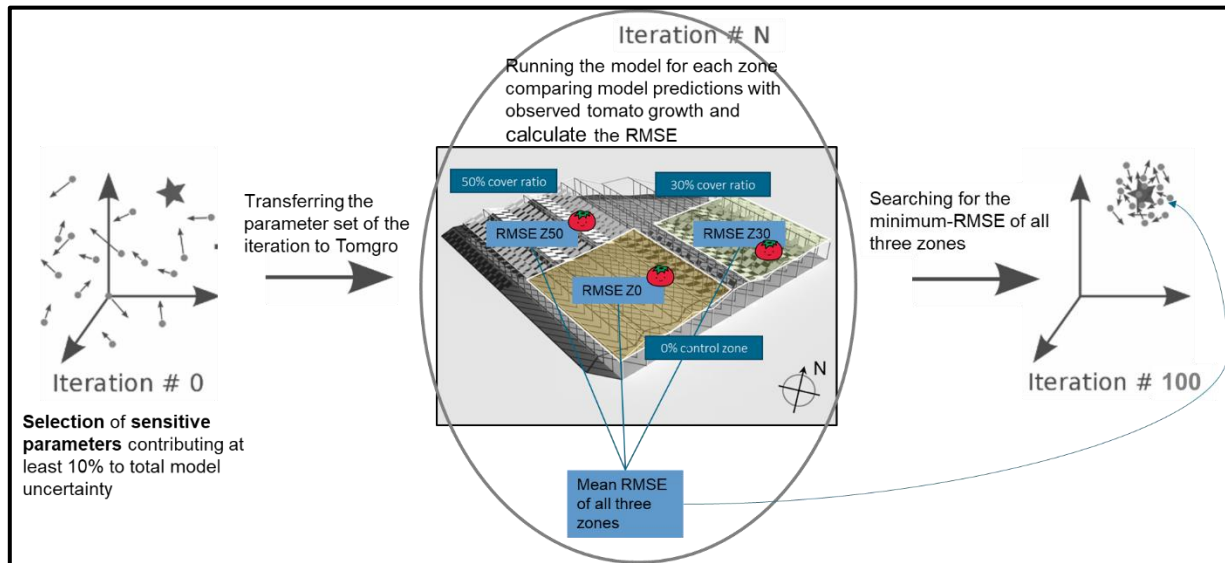 Iteration # N
Running the model for each zone
comparing model predictions with
observed tomato growth and
calculate the RMSE
Transferring the
parameter set of the
iteration to Tomgro
50% cover ratio
30% cover ratio
RMSE Z50
RMSE Z30
RMSE Z0
0% control zone
N
Searching for the
minimum-RMSE of all
three zones
Iteration # 0
Selection of sensitive
parameters contributing at
least 10% to total model
uncertainty
Mean RMSE
of all three
zones
Iteration # 100